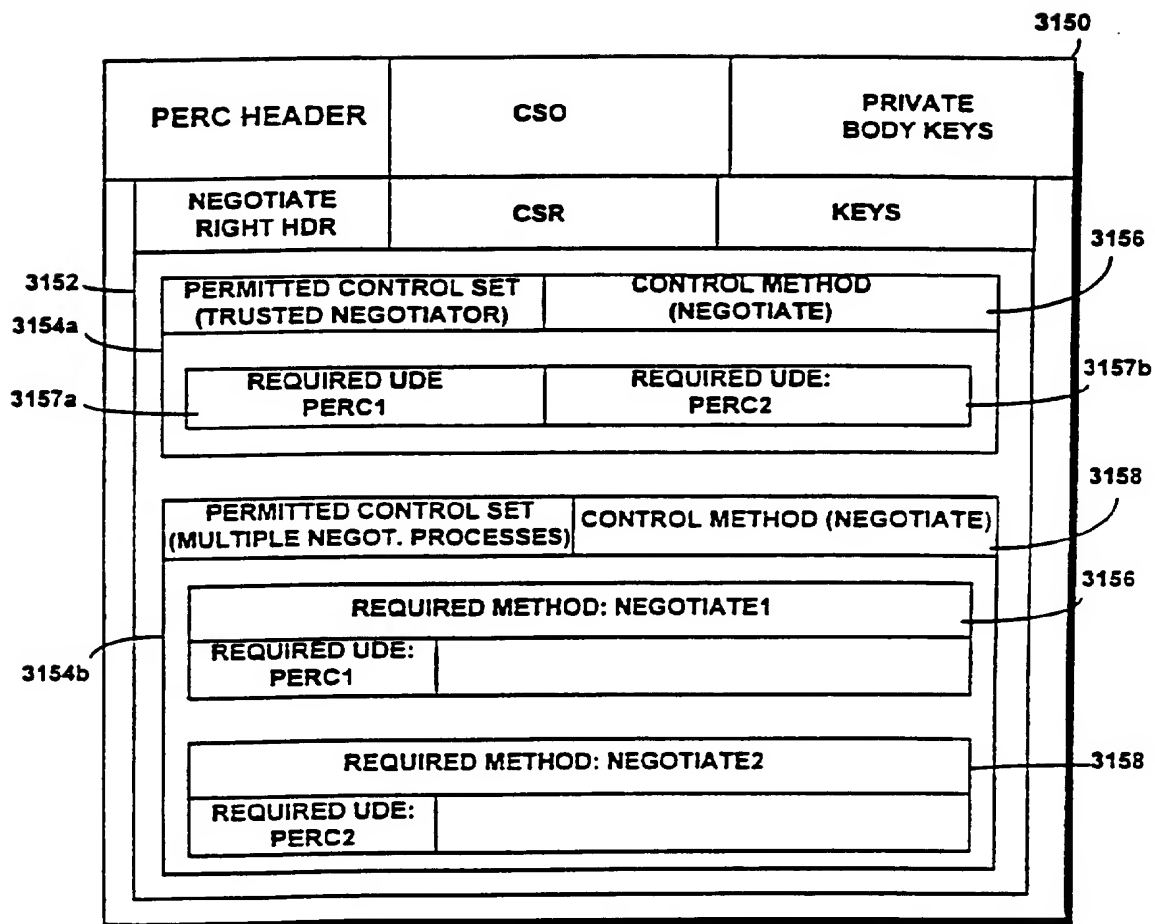 3150
PERC HEADER
CSO
PRIVATE
BODY KEYS
NEGOTIATE
RIGHT HDR
CSR
KEYS
3156
3152
PERMITTED CONTROL SET
(TRUSTED NEGOTIATOR)
CONTROL METHOD
(NEGOTIATE)
3154a
REQUIRED UDE
PERC1
REQUIRED UDE:
PERC2
3157b
3157a
3158
PERMITTED CONTROL SET
(MULTIPLE NEGOT. PROCESSES)
CONTROL METHOD (NEGOTIATE)
3156
REQUIRED METHOD: NEGOTIATE1
REQUIRED UDE:
PERC1
3154b
REQUIRED METHOD: NEGOTIATE2
3158
REQUIRED UDE:
PERC2